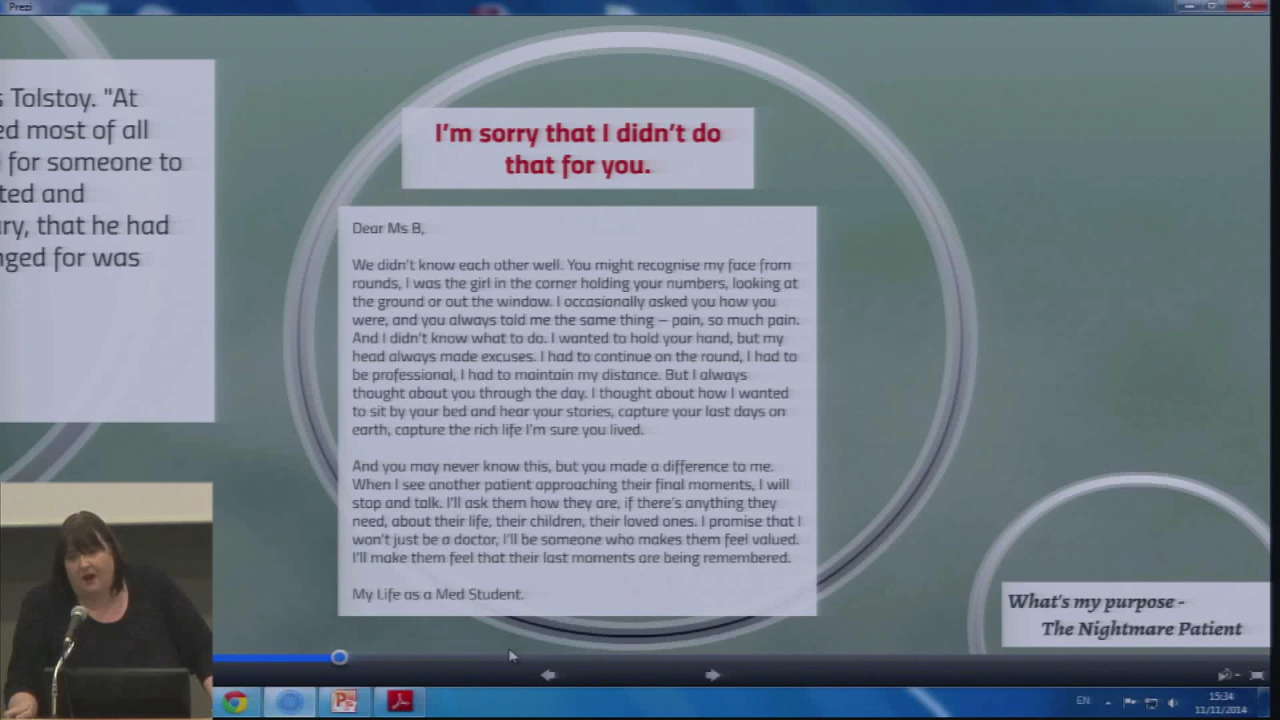 Prezi
s Tolstoy. "At
ed most of all
for someone to
ted and
ry, that he had
nged for was
I'm sorry that I didn't do
that for you.
Dear Ms B,
We didn't know each other well. You might recognise my face from
rounds, I was the girl in the corner holding your numbers, looking at
the ground or out the window. I occasionally asked you how you
were, and you always told me the same thing – pain, so much pain.
And I didn't know what to do. I wanted to hold your hand, but my
head always made excuses. I had to continue on the round, I had to
be professional, I had to maintain my distance. But I always
thought about you through the day. I thought about how I wanted
to sit by your bed and hear your stories, capture your last days on
earth, capture the rich life I'm sure you lived.
And you may never know this, but you made a difference to me.
When I see another patient approaching their final moments, I will
stop and talk. I'll ask them how they are, if there's anything they
need, about their life, their children, their loved ones. I promise that I
won't just be a doctor, I'll be someone who makes them feel valued.
I'll make them feel that their last moments are being remembered.
My Life as a Med Student.
What's my purpose -
The Nightmare Patient
EN
15:34
11/11/2014